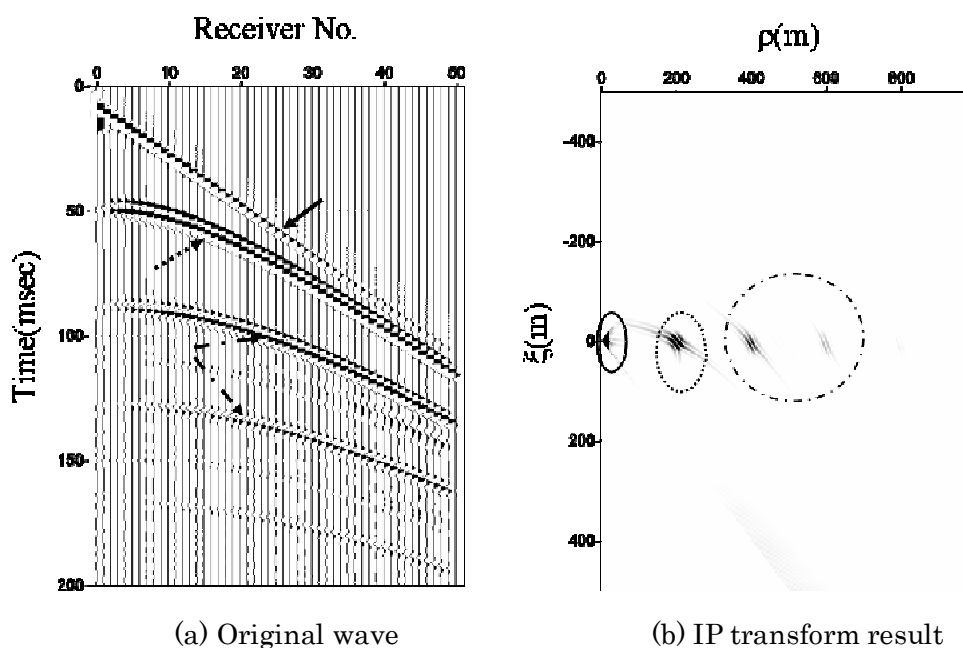 Receiver No.
0 10 20 30 40 50
0
50
100
150
200
Time(msec)
(a) Original wave
ρ(m)
0 200 400 600 800
-400
-200
0
200
400
ξ(m)
(b) IP transform result